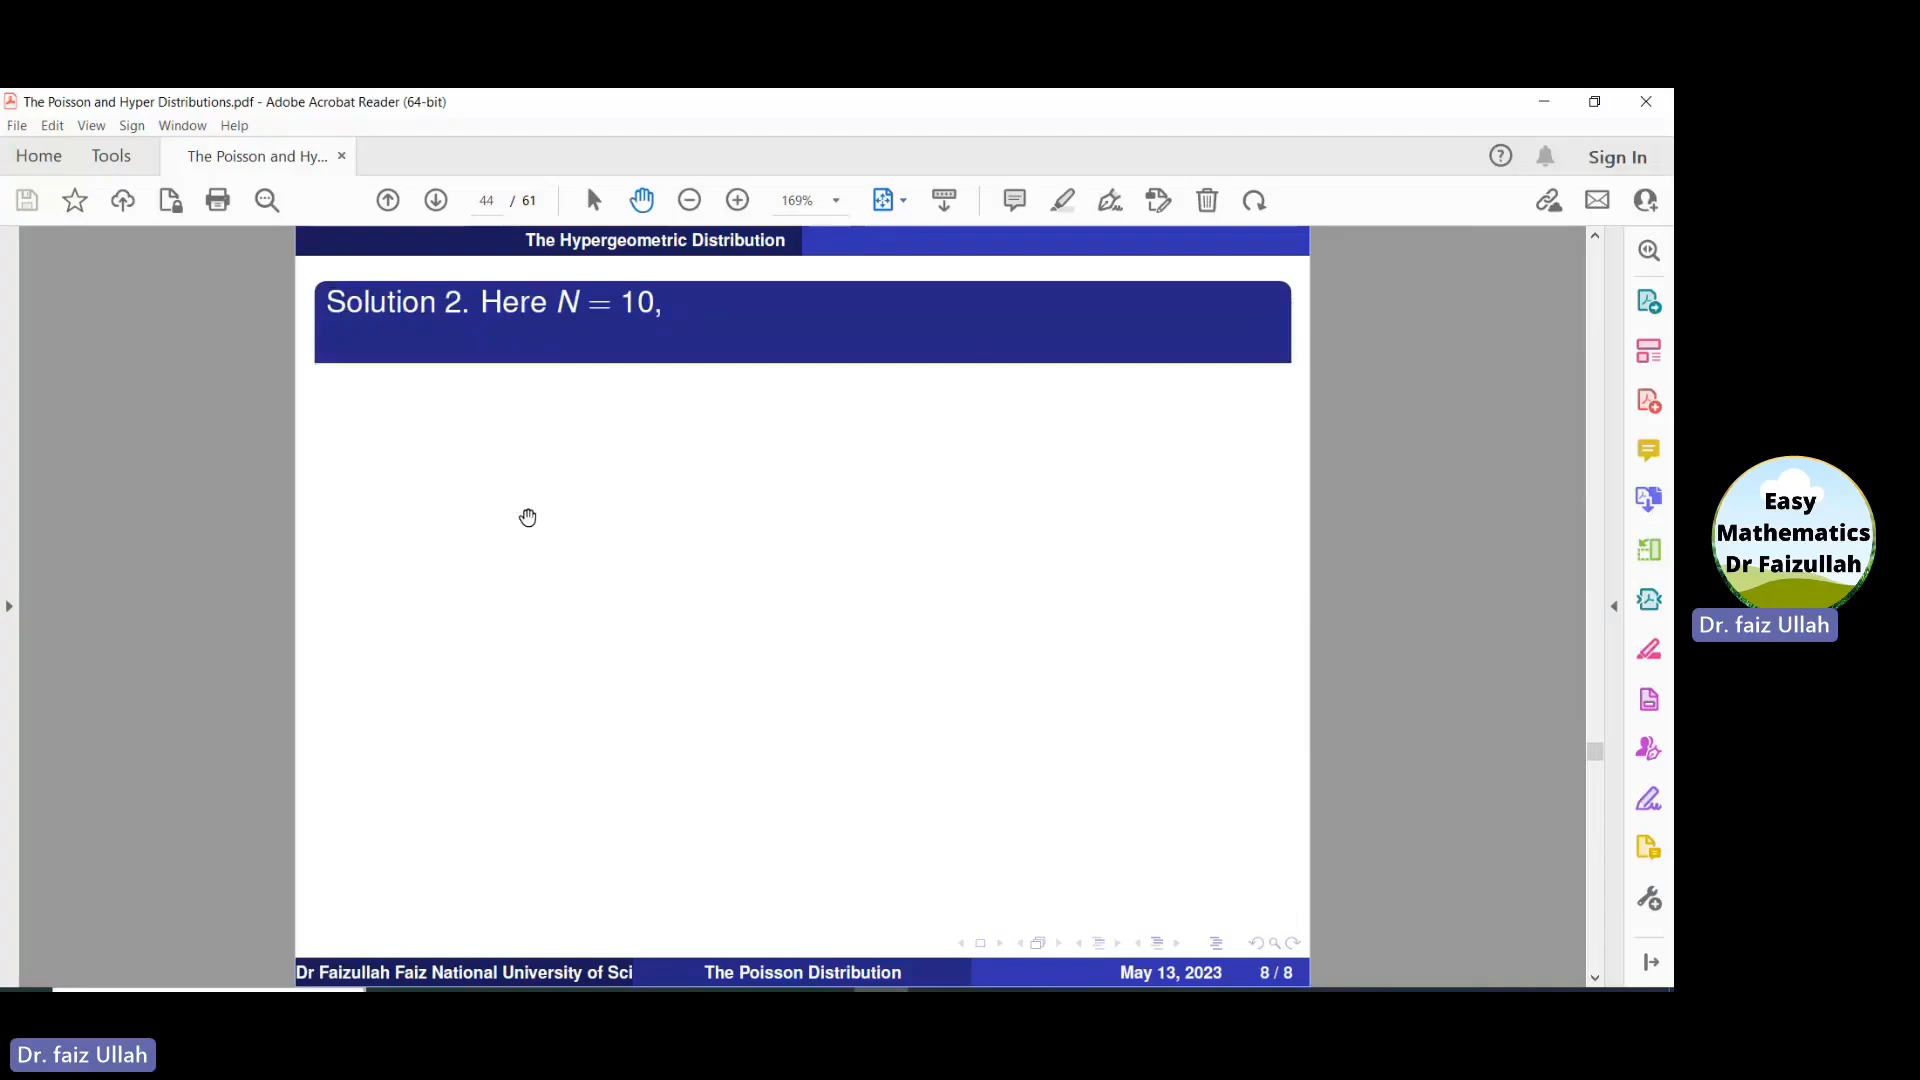 The Poisson and Hyper Distributions.pdf - Adobe Acrobat Reader (64-bit)
File Edit View Sign Window Help
Home Tools The Poisson and Hy... × Sign In
44 / 61 169%
The Hypergeometric Distribution
Solution 2. Here N = 10,
Easy
Mathematics
Dr Faizullah
Dr. faiz Ullah
Dr Faizullah Faiz National University of Sci The Poisson Distribution May 13, 2023 8 / 8
Dr. faiz Ullah